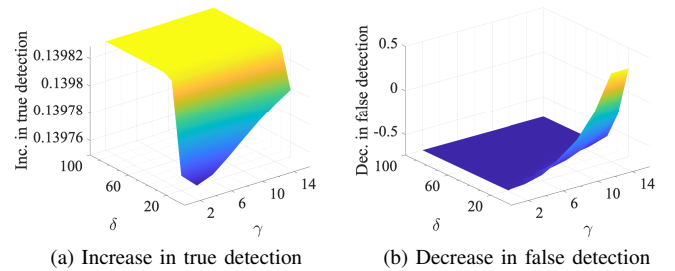 Inc. in true detection
0.13982
0.1398
0.13978
0.13976
100
60
20
δ
2
6
10
14
γ
(a) Increase in true detection
Dec. in false detection
0.5
0
-0.5
100
60
20
δ
2
6
10
14
γ
(b) Decrease in false detection